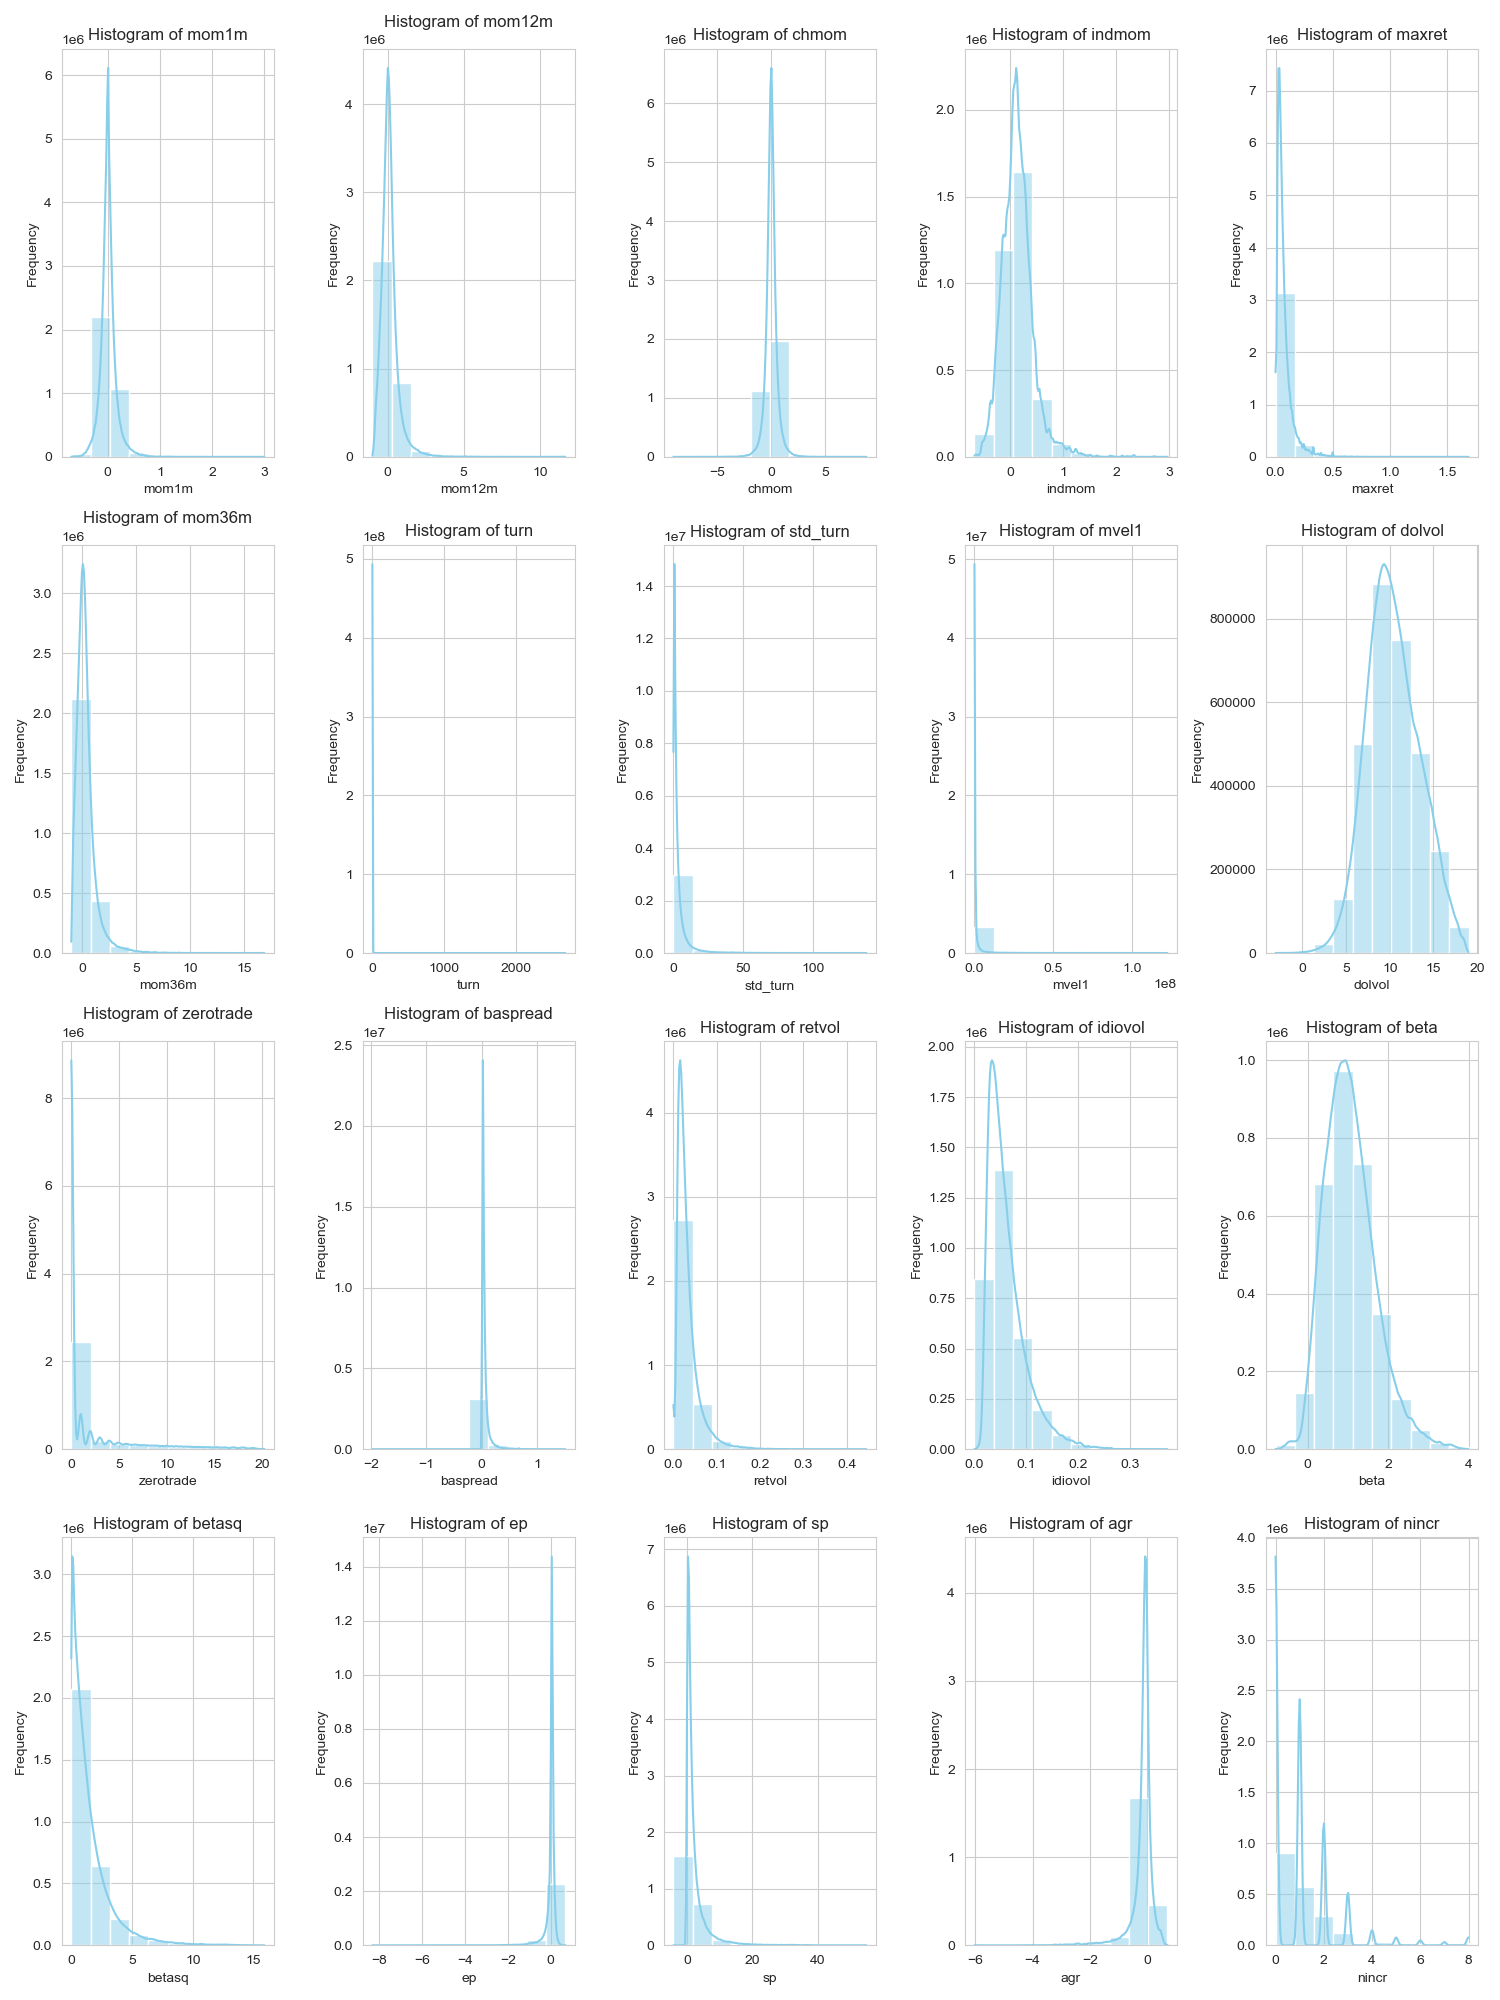 Histogram of mom1m
1e6
6
5
4
3
2
1
0
0
1
2
3
Frequency
mom1m
Histogram of mom12m
1e6
4
3
2
1
0
0
5
10
Frequency
mom12m
Histogram of chmom
1e6
6
5
4
3
2
1
0
−5
0
5
Frequency
chmom
Histogram of indmom
1e6
2.0
1.5
1.0
0.5
0.0
0
1
2
3
Frequency
indmom
Histogram of maxret
1e6
7
6
5
4
3
2
1
0
0.0
0.5
1.0
1.5
Frequency
maxret
Histogram of mom36m
1e6
3.0
2.5
2.0
1.5
1.0
0.5
0.0
0
5
10
15
Frequency
mom36m
Histogram of turn
1e8
5
4
3
2
1
0
0
1000
2000
Frequency
turn
Histogram of std_turn
1e7
1.4
1.2
1.0
0.8
0.6
0.4
0.2
0.0
0
50
100
Frequency
std_turn
Histogram of mvel1
1e7
5
4
3
2
1
0
0.0
0.5
1.0
1e8
Frequency
mvel1
Histogram of dolvol
800000
600000
400000
200000
0
0
5
10
15
20
Frequency
dolvol
Histogram of zerotrade
1e6
8
6
4
2
0
0
5
10
15
20
Frequency
zerotrade
Histogram of baspread
1e7
2.5
2.0
1.5
1.0
0.5
0.0
−2
−1
0
1
Frequency
baspread
Histogram of retvol
1e6
4
3
2
1
0
0.0
0.1
0.2
0.3
0.4
Frequency
retvol
Histogram of idiovol
1e6
2.00
1.75
1.50
1.25
1.00
0.75
0.50
0.25
0.00
0.0
0.1
0.2
0.3
Frequency
idiovol
Histogram of beta
1e6
1.0
0.8
0.6
0.4
0.2
0.0
0
2
4
Frequency
beta
Histogram of betasq
1e6
3.0
2.5
2.0
1.5
1.0
0.5
0.0
0
5
10
15
Frequency
betasq
Histogram of ep
1e7
1.4
1.2
1.0
0.8
0.6
0.4
0.2
0.0
−8
−6
−4
−2
0
Frequency
ep
Histogram of sp
1e6
7
6
5
4
3
2
1
0
0
20
40
Frequency
sp
Histogram of agr
1e6
4
3
2
1
0
−6
−4
−2
0
Frequency
agr
Histogram of nincr
1e6
4.0
3.5
3.0
2.5
2.0
1.5
1.0
0.5
0.0
0
2
4
6
8
Frequency
nincr